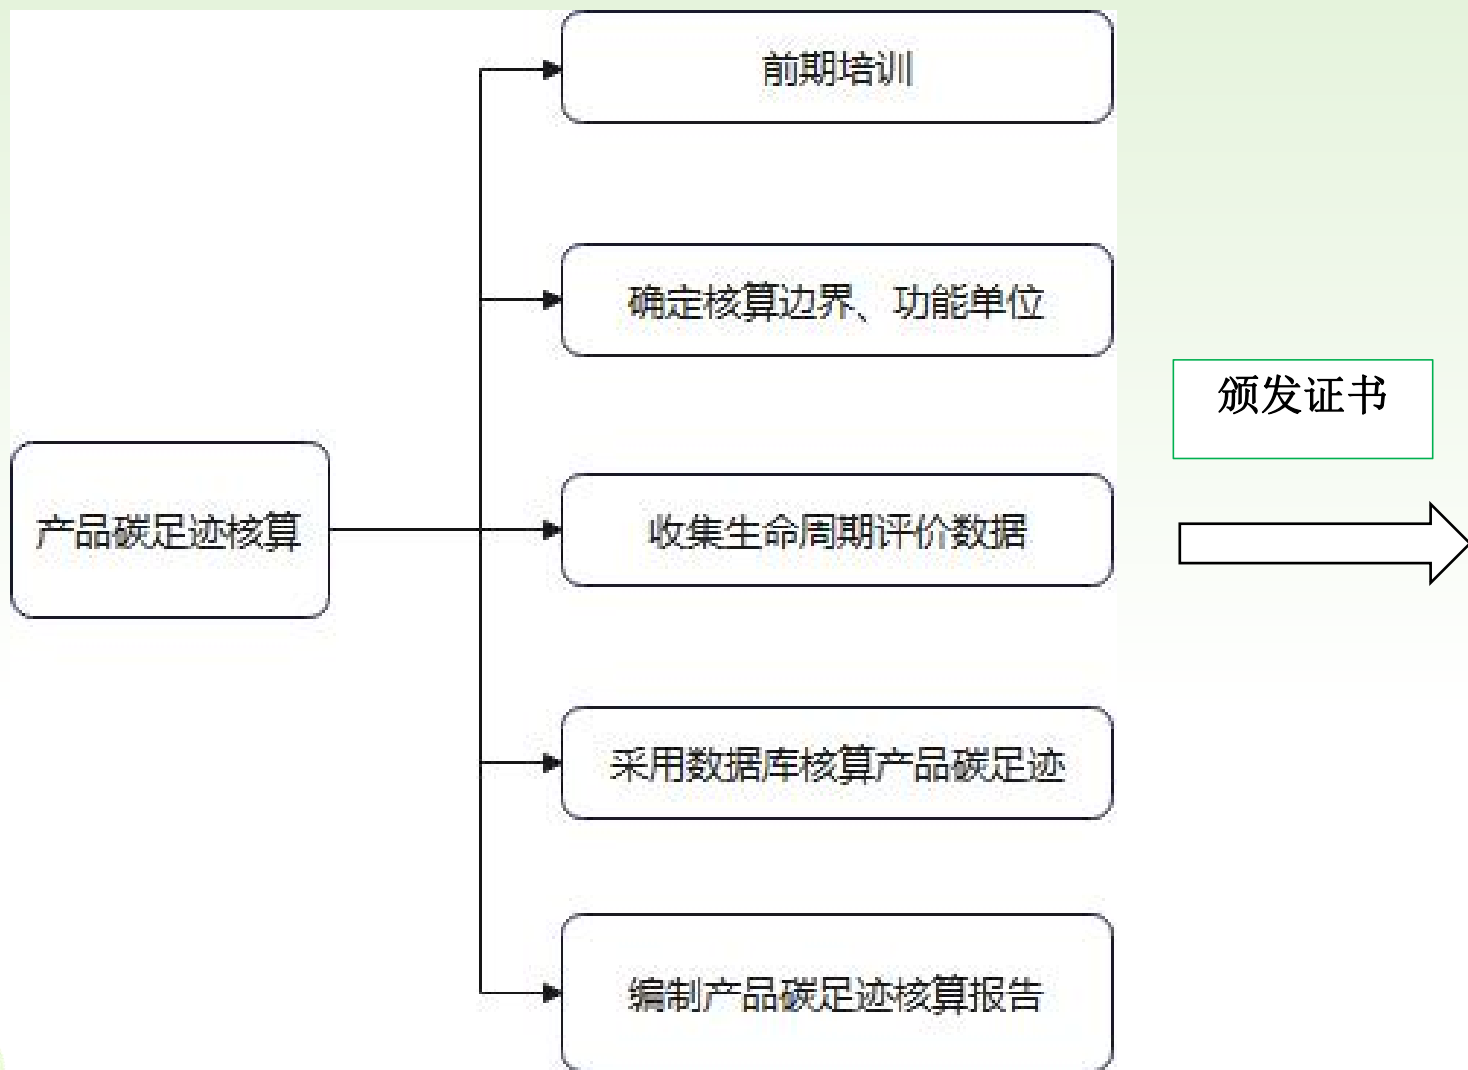 前期培训
确定核算边界、功能单位
颁发证书
产品碳足迹核算
收集生命周期评价数据
采用数据库核算产品碳足迹
编制产品碳足迹核算报告